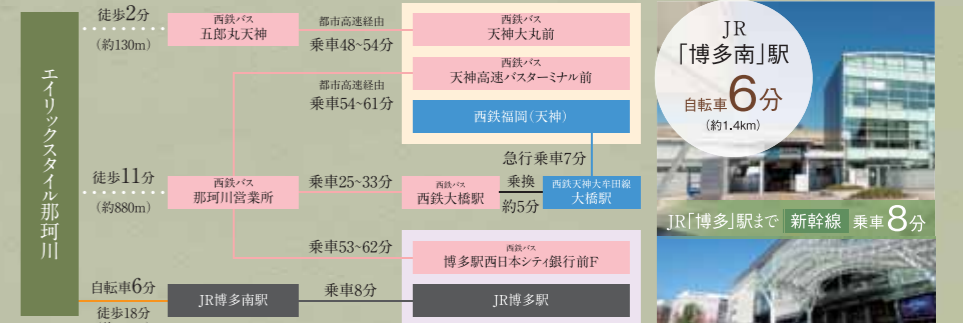 エイリックスタイル那珂川
徒歩2分
(約130m)
西鉄バス
五郎丸天神
都市高速経由
乗車48~54分
西鉄バス
天神大丸前
西鉄バス
天神高速バスターミナル前
都市高速経由
乗車54~61分
西鉄福岡(天神)
急行乗車7分
徒歩11分
(約880m)
西鉄バス
那珂川営業所
乗車25~33分
西鉄バス
西鉄大橋駅
乗換
約5分
西鉄天神大牟田線
大橋駅
乗車53~62分
西鉄バス
博多駅西日本シティ銀行前F
自転車6分
徒歩18分
JR博多南駅
乗車8分
JR博多駅
JR
「博多南」駅
自転車6分
(約1.4km)
JR「博多」駅まで 新幹線 乗車8分